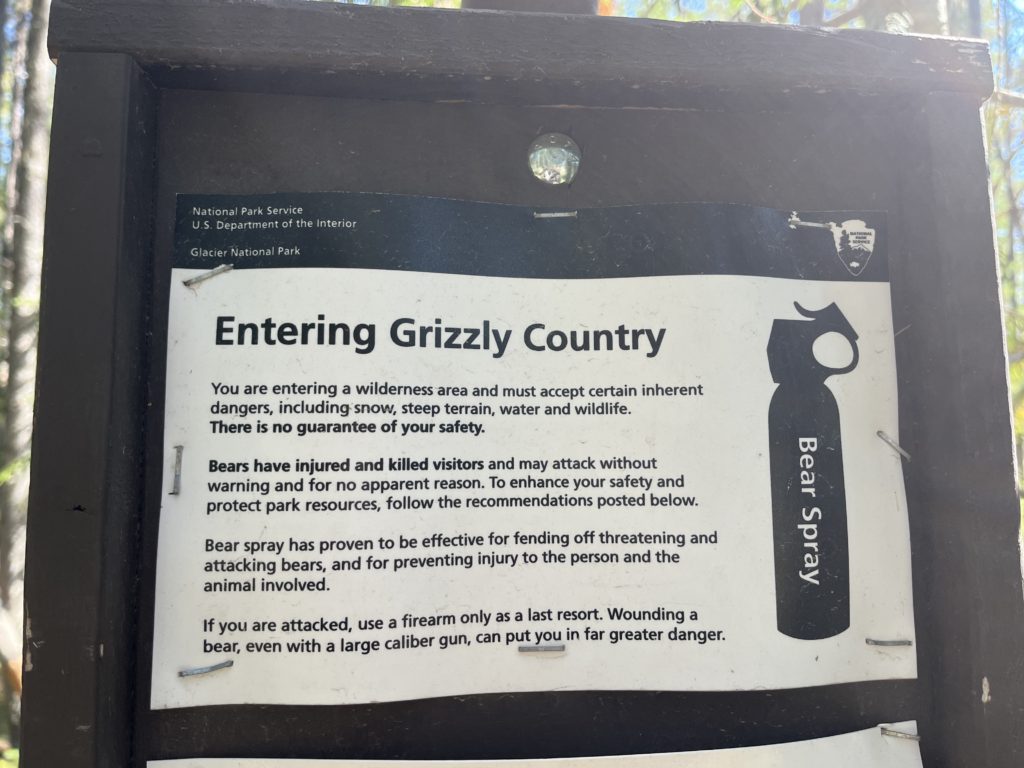 National Park Service
U.S. Department of the Interior
Glacier National Park
NATIONAL
PARK
SERVICE
Entering Grizzly Country
You are entering a wilderness area and must accept certain inherent
dangers, including snow, steep terrain, water and wildlife.
There is no guarantee of your safety.
Bears have injured and killed visitors and may attack without
warning and for no apparent reason. To enhance your safety and
protect park resources, follow the recommendations posted below.
Bear spray has proven to be effective for fending off threatening and
attacking bears, and for preventing injury to the person and the
animal involved.
If you are attacked, use a firearm only as a last resort. Wounding a
bear, even with a large caliber gun, can put you in far greater danger.
Bear Spray